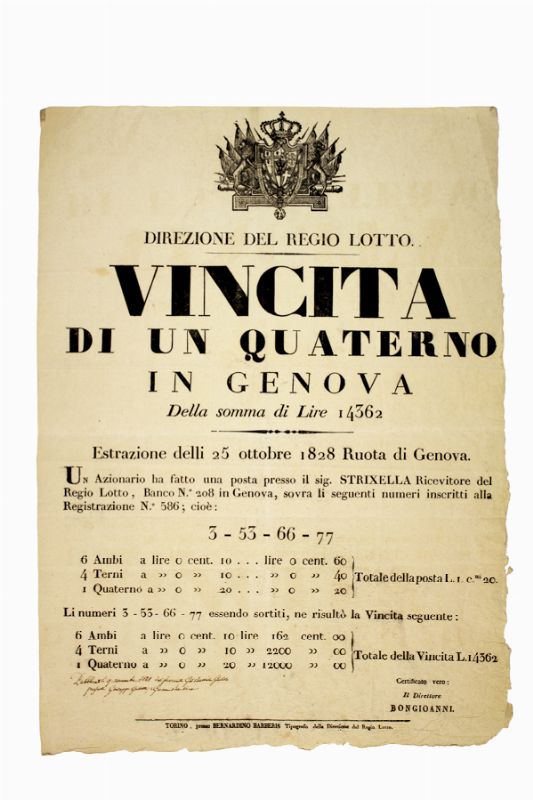 DIREZIONE DEL REGIO LOTTO.
VINCITA
DI UN QUATERNO
IN GENOVA
Della somma di Lire 14362
Estrazione delli 25 ottobre 1828 Ruota di Genova.
UN Azionario ha fatto una posta presso il sig. STRIXELLA Ricevitore del
Regio Lotto, Banco N.° 208 in Genova, sovra li seguenti numeri inscritti alla
Registrazione N.° 586; cioè:
3 - 53 - 66 - 77
6 Ambi a lire 0 cent. 10 ... lire 0 cent. 60
4 Terni a » 0 » 10 ... » 0 » 40 Totale della posta L. 1. c.mi 20.
1 Quaterno a » 0 » 20 ... » 0 » 20
Li numeri 3 - 53 - 66 - 77 essendo sortiti, ne risultò la Vincita seguente:
6 Ambi a lire 0 cent. 10 lire 162 cent. 00
4 Terni a » 0 » 10 » 2200 » 00 Totale della Vincita L. 14362
1 Quaterno a » 0 » 20 » 12000 » 00
Certificato vero:
Il Direttore
BONGIOANNI.
TORINO, presso BERNARDINO BARBERIS Tipografo della Direzione del Regio Lotto.